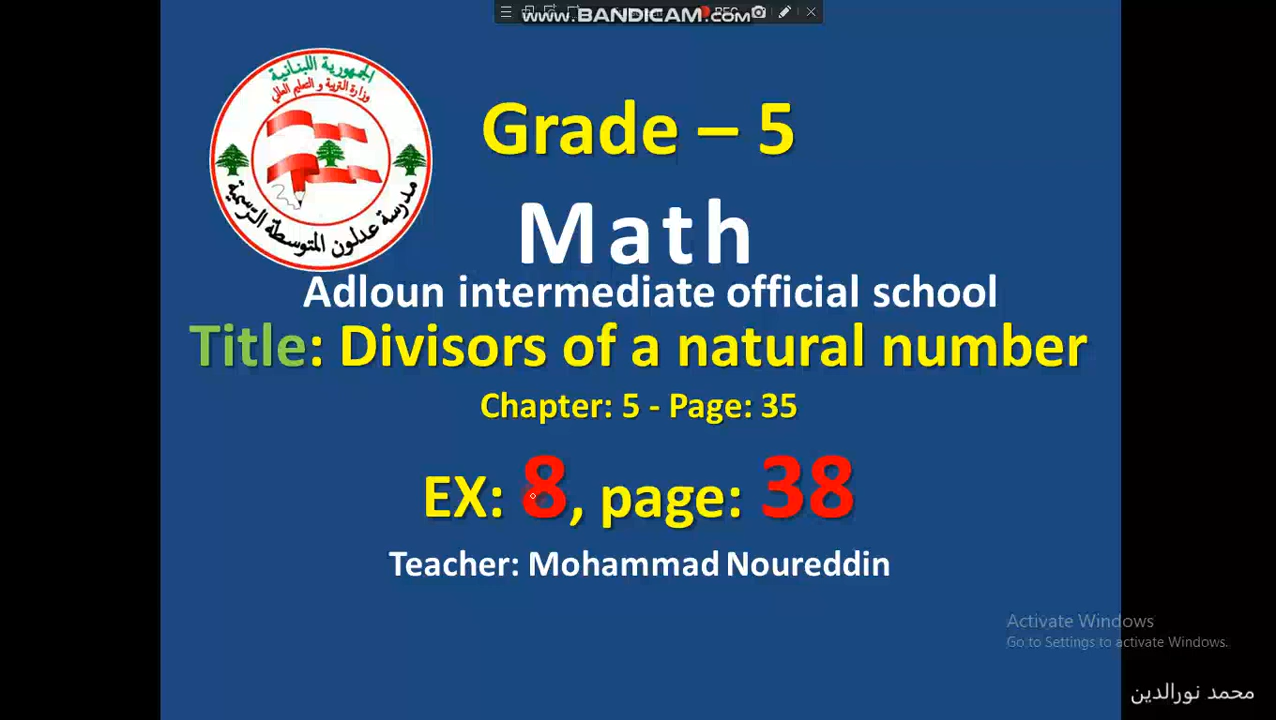 www.BANDICAM.com
REC
الجمهورية اللبنانية
وزارة التربية و التعليم العالي
مدرسة عدلون المتوسطة الرسمية
Grade – 5
Math
Adloun intermediate official school
Title: Divisors of a natural number
Chapter: 5 - Page: 35
EX: 8, page: 38
Teacher: Mohammad Noureddin
Activate Windows
Go to Settings to activate Windows.
محمد نورالدين